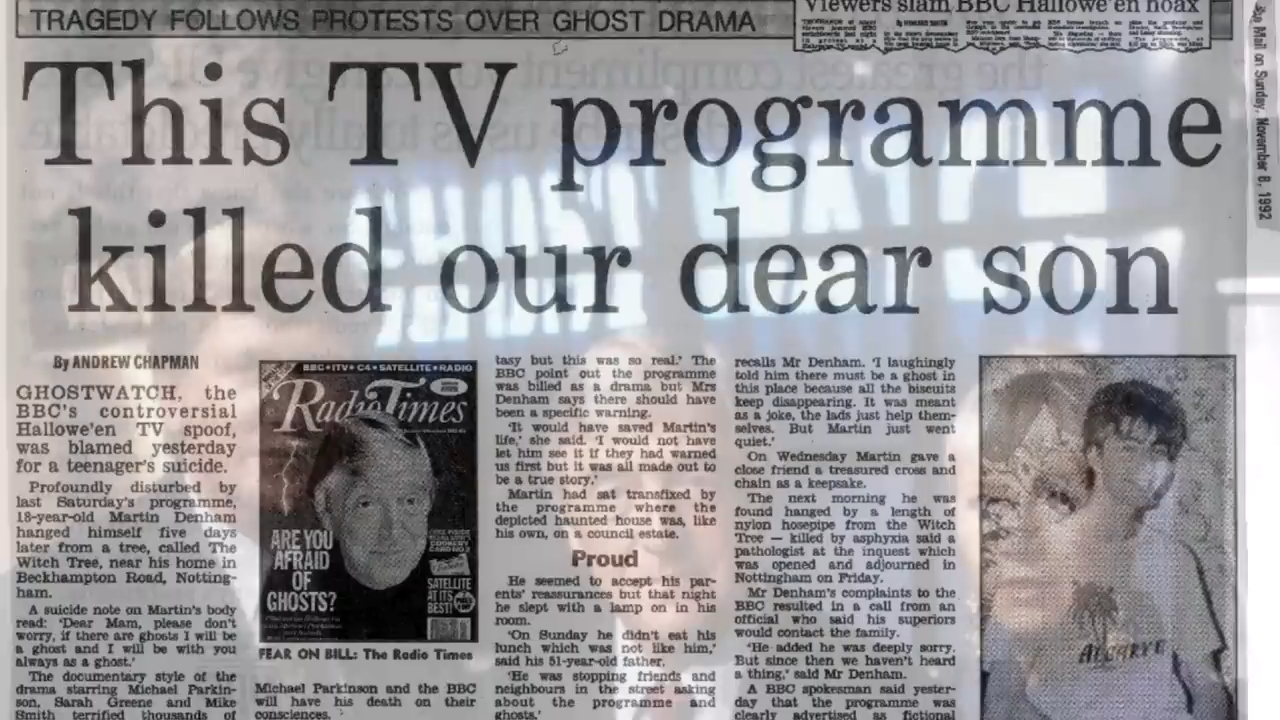 TRAGEDY FOLLOWS PROTESTS OVER GHOST DRAMA
Viewers slam BBC Hallowe'en hoax
Mail on Sunday, November 8, 1992
This TV programme
killed our dear son
By ANDREW CHAPMAN
GHOSTWATCH, the
BBC's controversial
Hallowe'en TV spoof,
was blamed yesterday
for a teenager's suicide.
Profoundly disturbed by
last Saturday's programme,
18-year-old Martin Denham
hanged himself five days
later from a tree, called The
Witch Tree, near his home in
Beckhampton Road, Notting-
ham.
A suicide note on Martin's body
read: 'Dear Mam, please don't
worry, if there are ghosts I will be
a ghost and I will be with you
always as a ghost.'
The documentary style of the
drama starring Michael Parkin-
son, Sarah Greene and Mike
Smith terrified thousands of
BBC • ITV • C4 • SATELLITE • RADIO
RadioTimes
ARE YOU
AFRAID
OF
GHOSTS?
SATELLITE
AT ITS
BEST!
FEAR ON BILL: The Radio Times
Michael Parkinson and the BBC
will have his death on their
consciences.
tasy but this was so real.' The
BBC point out the programme
was billed as a drama but Mrs
Denham says there should have
been a specific warning.
'It would have saved Martin's
life,' she said. 'I would not have
let him see it if they had warned
us first but it was all made out to
be a true story.'
Martin had sat transfixed by
the programme where the
depicted haunted house was, like
his own, on a council estate.
Proud
He seemed to accept his par-
ents' reassurances but that night
he slept with a lamp on in his
room.
'On Sunday he didn't eat his
lunch which was not like him,'
said his 51-year-old father.
'He was stopping friends and
neighbours in the street asking
about the programme and
ghosts.'
recalls Mr Denham. 'I laughingly
told him there must be a ghost in
this place because all the biscuits
keep disappearing. It was meant
as a joke, the lads just help them-
selves. But Martin just went
quiet.'
On Wednesday Martin gave a
close friend a treasured cross and
chain as a keepsake.
'The next morning he was
found hanged by a length of
nylon hosepipe from the Witch
Tree — killed by asphyxia said a
pathologist at the inquest which
was opened and adjourned in
Nottingham on Friday.
Mr Denham's complaints to the
BBC resulted in a call from an
official who said his superiors
would contact the family.
'He added he was deeply sorry.
But since then we haven't heard
a thing,' said Mr Denham.
A BBC spokesman said yester-
day that the programme was
clearly advertised as fictional
ALGARVE